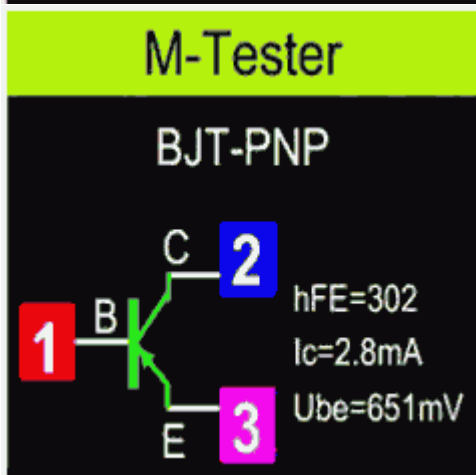 M-Tester
BJT-PNP
C
2
hFE=302
1
B
Ic=2.8mA
Ube=651mV
E
3